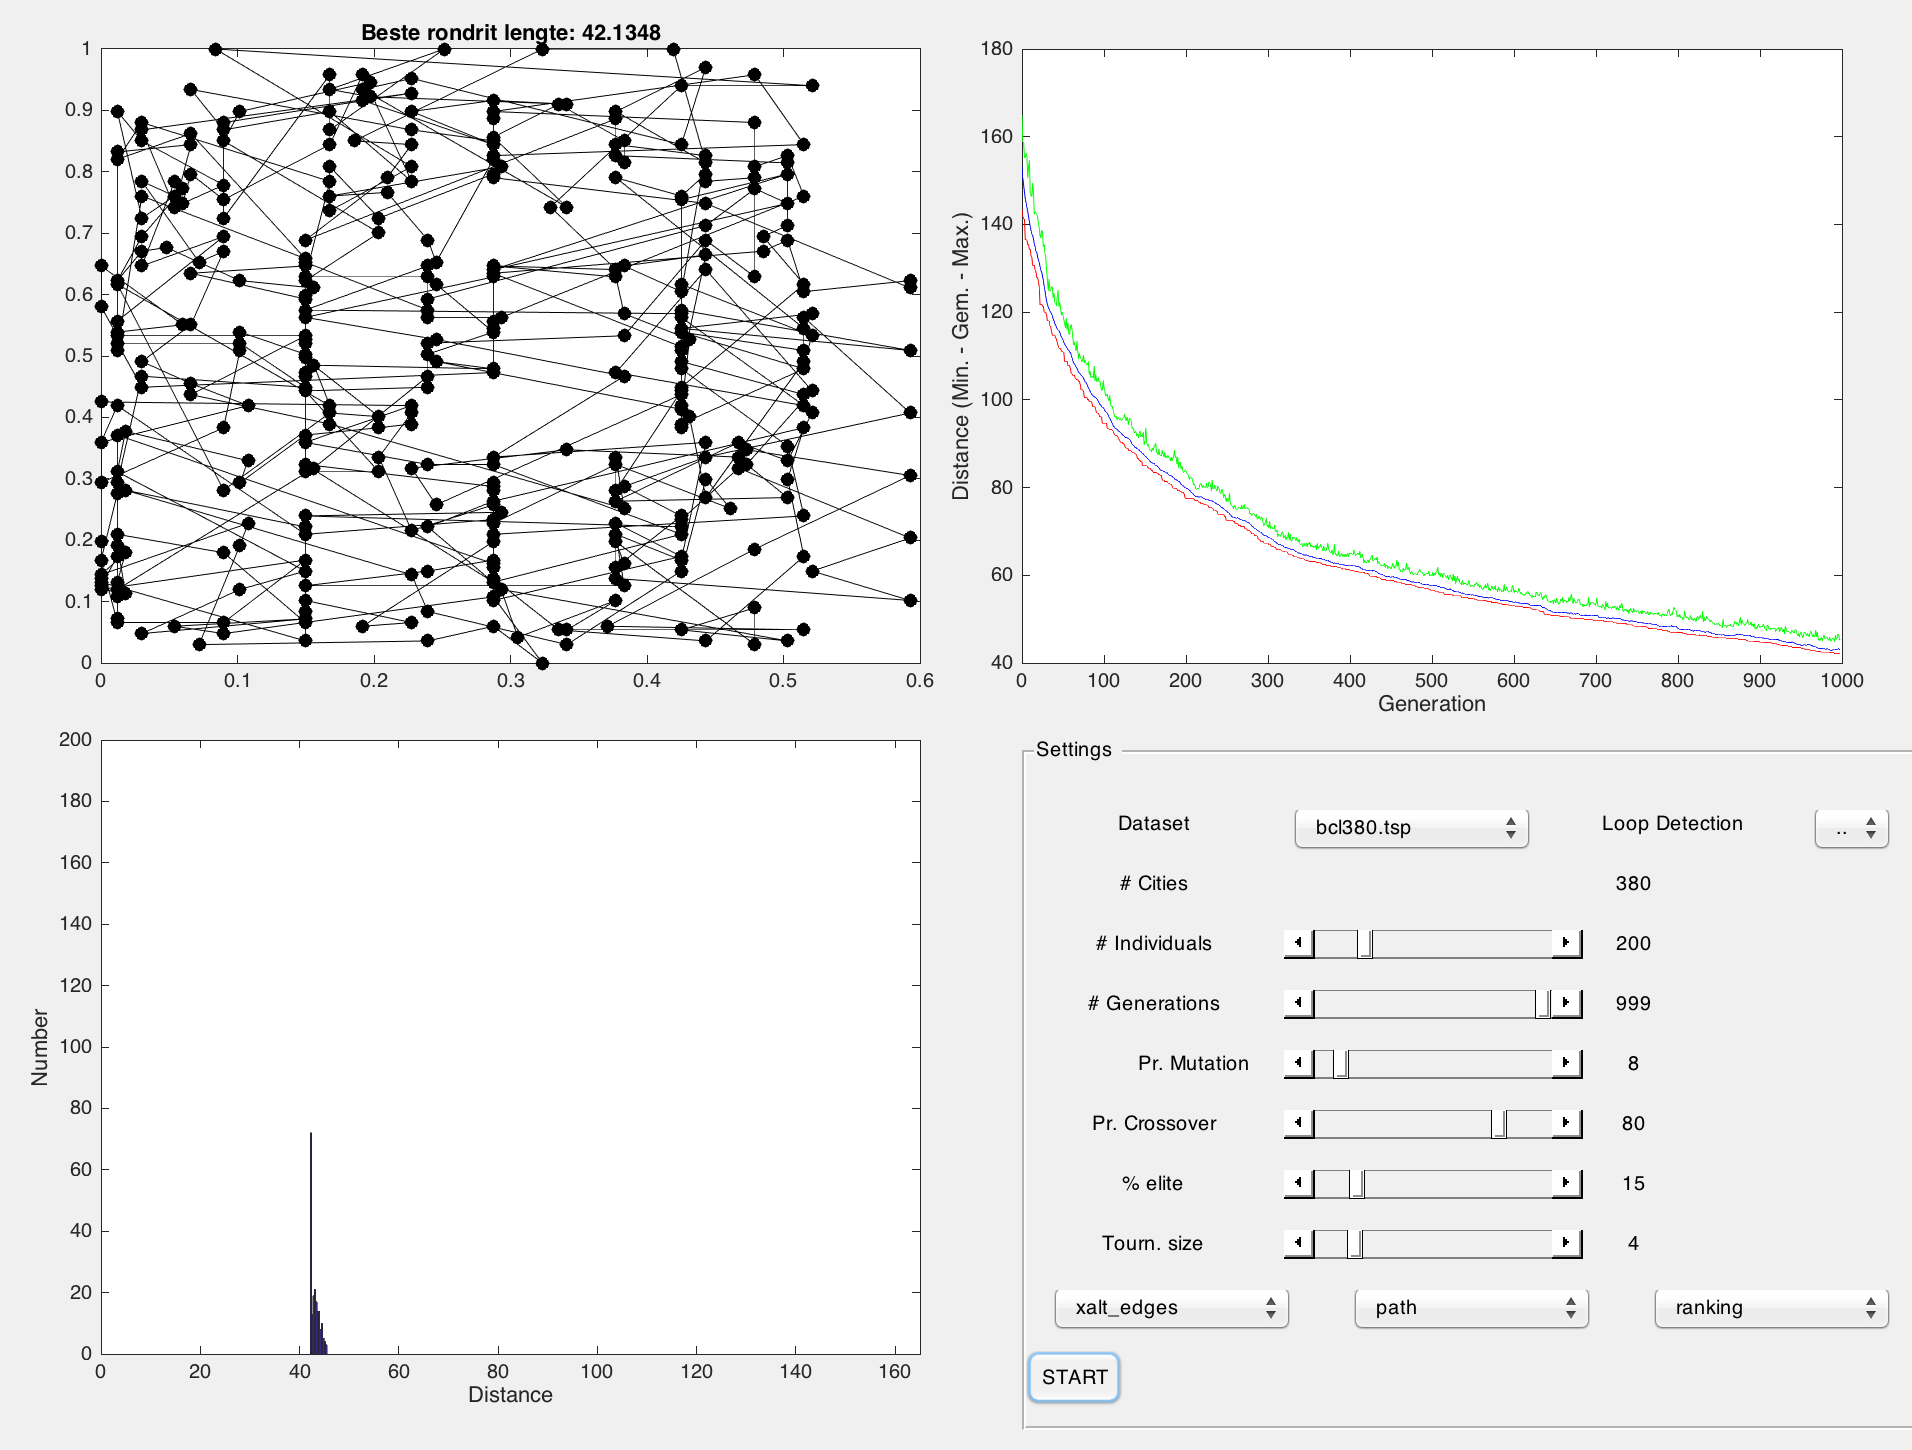 Beste rondrit lengte: 42.1348
1
0.9
0.8
0.7
0.6
0.5
0.4
0.3
0.2
0.1
0
0 0.1 0.2 0.3 0.4 0.5 0.6
180
160
140
120
100
80
60
40
Distance (Min. - Gem. - Max.)
0 100 200 300 400 500 600 700 800 900 1000
Generation
200
180
160
140
120
100
80
60
40
20
0
Number
0 20 40 60 80 100 120 140 160
Distance
Settings
Dataset bcl380.tsp Loop Detection ..
# Cities 380
# Individuals 200
# Generations 999
Pr. Mutation 8
Pr. Crossover 80
% elite 15
Tourn. size 4
xalt_edges path ranking
START